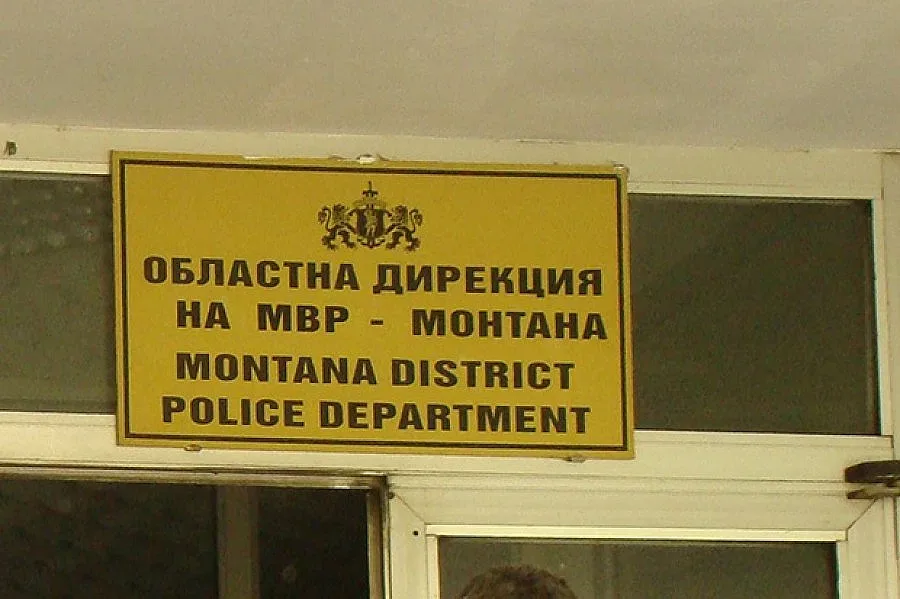 ОБЛАСТНА ДИРЕКЦИЯ
НА МВР - МОНТАНА
MONTANA DISTRICT
POLICE DEPARTMENT